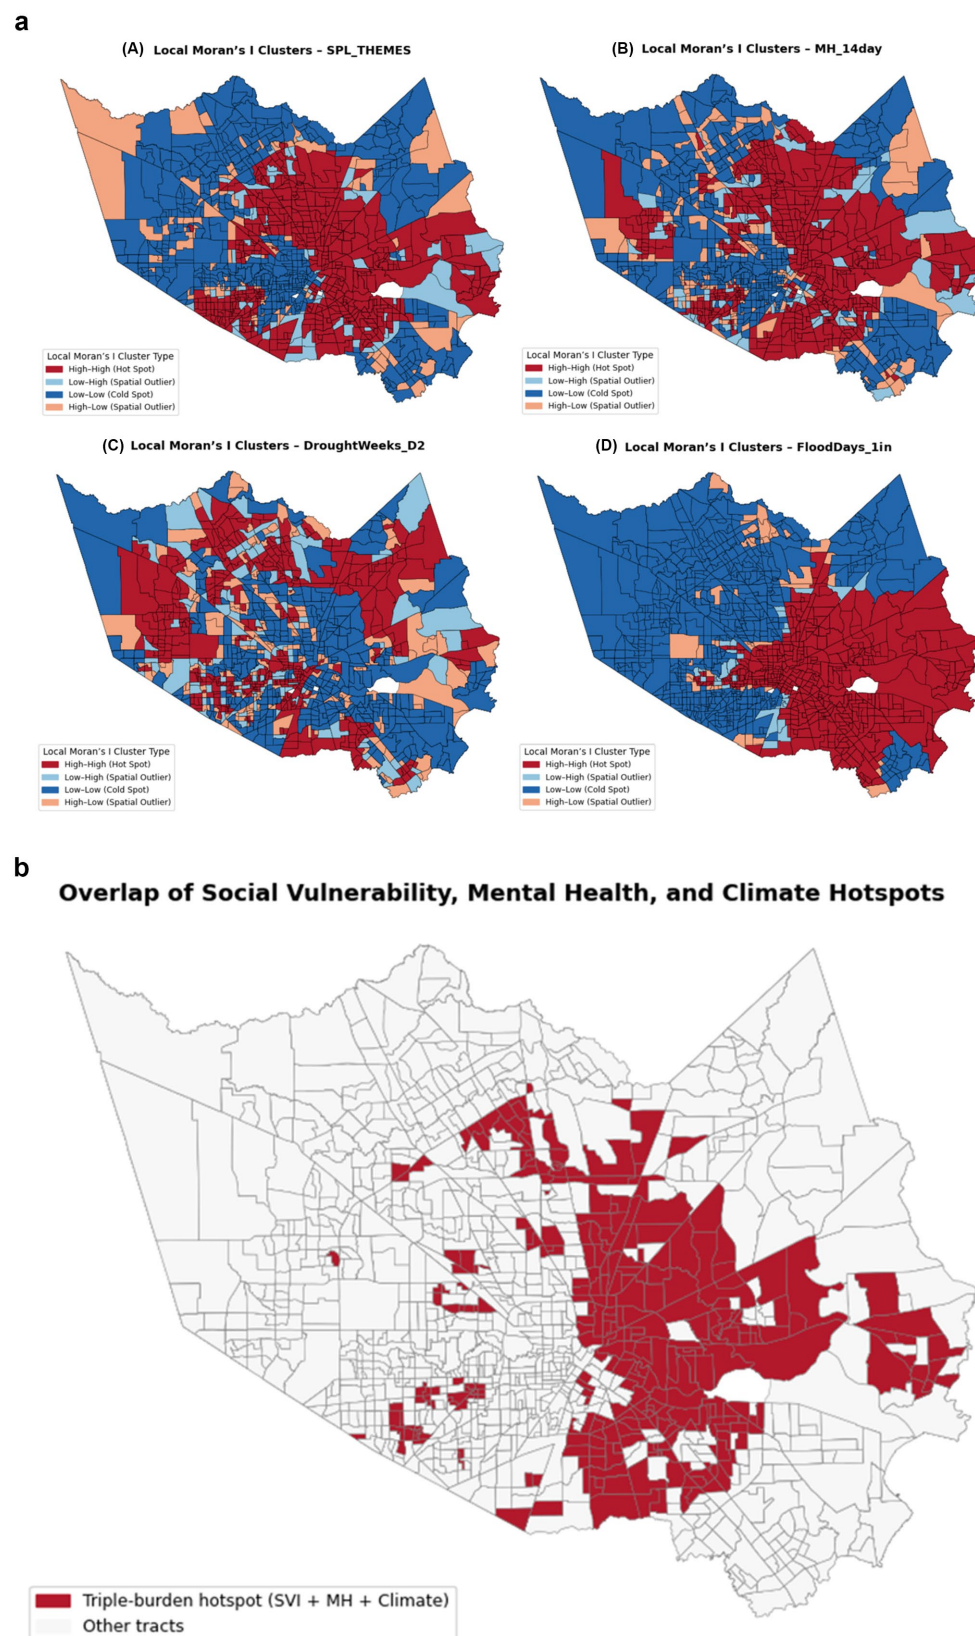 a
(A) Local Moran's I Clusters – SPL_THEMES
(B) Local Moran's I Clusters – MH_14day
Local Moran's I Cluster Type
High–High (Hot Spot)
Low–High (Spatial Outlier)
Low–Low (Cold Spot)
High–Low (Spatial Outlier)
Local Moran's I Cluster Type
High–High (Hot Spot)
Low–High (Spatial Outlier)
Low–Low (Cold Spot)
High–Low (Spatial Outlier)
(C) Local Moran's I Clusters – DroughtWeeks_D2
(D) Local Moran's I Clusters – FloodDays_1in
Local Moran's I Cluster Type
High–High (Hot Spot)
Low–High (Spatial Outlier)
Low–Low (Cold Spot)
High–Low (Spatial Outlier)
Local Moran's I Cluster Type
High–High (Hot Spot)
Low–High (Spatial Outlier)
Low–Low (Cold Spot)
High–Low (Spatial Outlier)
b
Overlap of Social Vulnerability, Mental Health, and Climate Hotspots
Triple-burden hotspot (SVI + MH + Climate)
Other tracts